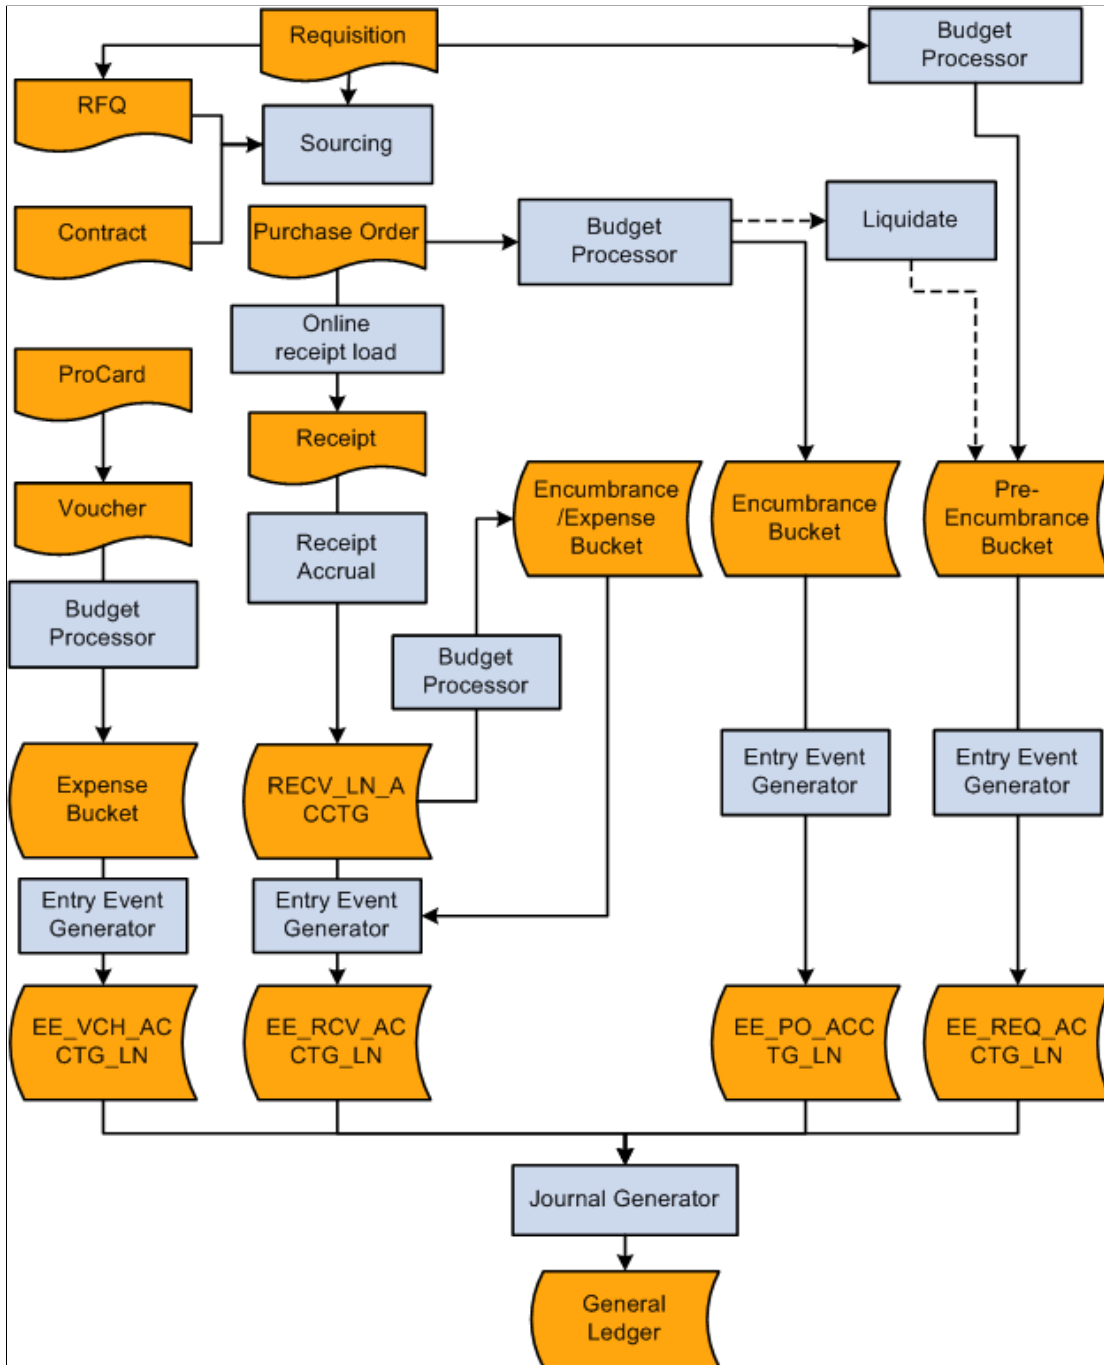 Requisition
Budget
Processor
RFQ
Sourcing
Contract
Purchase Order
Budget
Processor
Liquidate
Online
receipt load
ProCard
Receipt
Voucher
Encumbrance
/Expense
Bucket
Encumbrance
Bucket
Pre-
Encumbrance
Bucket
Receipt
Accrual
Budget
Processor
Budget
Processor
Expense
Bucket
RECV_LN_A
CCTG
Entry Event
Generator
Entry Event
Generator
Entry Event
Generator
Entry Event
Generator
EE_VCH_AC
CTG_LN
EE_RCV_AC
CTG_LN
EE_PO_ACC
TG_LN
EE_REQ_AC
CTG_LN
Journal Generator
General
Ledger